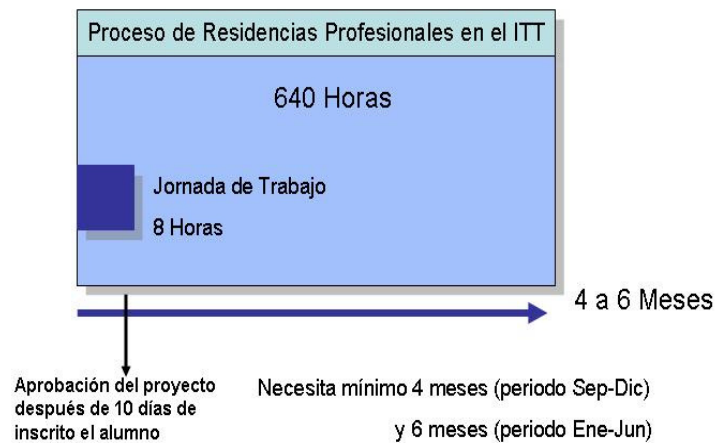 Proceso de Residencias Profesionales en el ITT
640 Horas
Jornada de Trabajo
8 Horas
4 a 6 Meses
Aprobación del proyecto
después de 10 días de
inscrito el alumno
Necesita mínimo 4 meses (periodo Sep-Dic)
y 6 meses (periodo Ene-Jun)